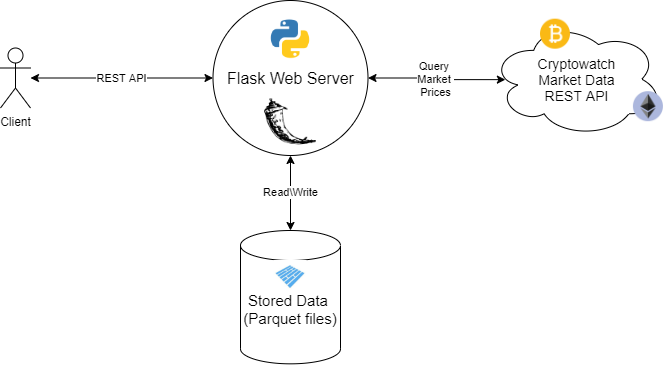 Client
REST API
Flask Web Server
Query
Market
Prices
Cryptowatch
Market Data
REST API
Read\Write
Stored Data
(Parquet files)